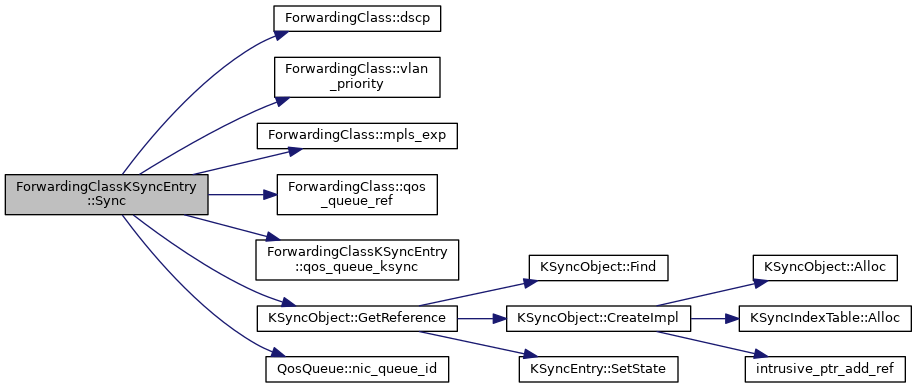 ForwardingClass::dscp
ForwardingClass::vlan
_priority
ForwardingClass::mpls_exp
ForwardingClassKSyncEntry
::Sync
ForwardingClass::qos
_queue_ref
ForwardingClassKSyncEntry
::qos_queue_ksync
KSyncObject::GetReference
QosQueue::nic_queue_id
KSyncObject::Find
KSyncObject::CreateImpl
KSyncEntry::SetState
KSyncObject::Alloc
KSyncIndexTable::Alloc
intrusive_ptr_add_ref